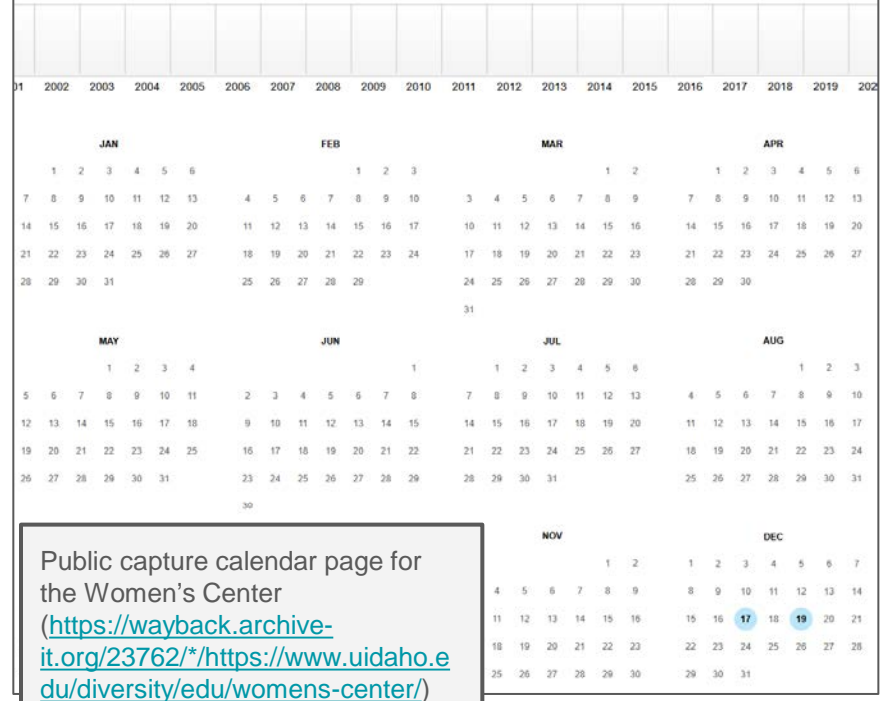 01 2002 2003 2004 2005 2006 2007 2008 2009 2010 2011 2012 2013 2014 2015 2016 2017 2018 2019 202
JAN
1 2 3 4 5 6
7 8 9 10 11 12 13
14 15 16 17 18 19 20
21 22 23 24 25 26 27
28 29 30 31
FEB
1 2 3
4 5 6 7 8 9 10
11 12 13 14 15 16 17
18 19 20 21 22 23 24
25 26 27 28 29
MAR
1 2
3 4 5 6 7 8 9
10 11 12 13 14 15 16
17 18 19 20 21 22 23
24 25 26 27 28 29 30
31
APR
1 2 3 4 5 6
7 8 9 10 11 12 13
14 15 16 17 18 19 20
21 22 23 24 25 26 27
28 29 30
MAY
1 2 3 4
5 6 7 8 9 10 11
12 13 14 15 16 17 18
19 20 21 22 23 24 25
26 27 28 29 30 31
JUN
1
2 3 4 5 6 7 8
9 10 11 12 13 14 15
16 17 18 19 20 21 22
23 24 25 26 27 28 29
30
JUL
1 2 3 4 5 6
7 8 9 10 11 12 13
14 15 16 17 18 19 20
21 22 23 24 25 26 27
28 29 30 31
AUG
1 2 3
4 5 6 7 8 9 10
11 12 13 14 15 16 17
18 19 20 21 22 23 24
25 26 27 28 29 30 31
Public capture calendar page for
the Women's Center
(https://wayback.archive-
it.org/23762/*/https://www.uidaho.e
du/diversity/edu/womens-center/)
NOV
1 2
4 5 6 7 8 9
11 12 13 14 15 16
18 19 20 21 22 23
25 26 27 28 29 30
DEC
1 2 3 4 5 6 7
8 9 10 11 12 13 14
15 16 17 18 19 20 21
22 23 24 25 26 27 28
29 30 31